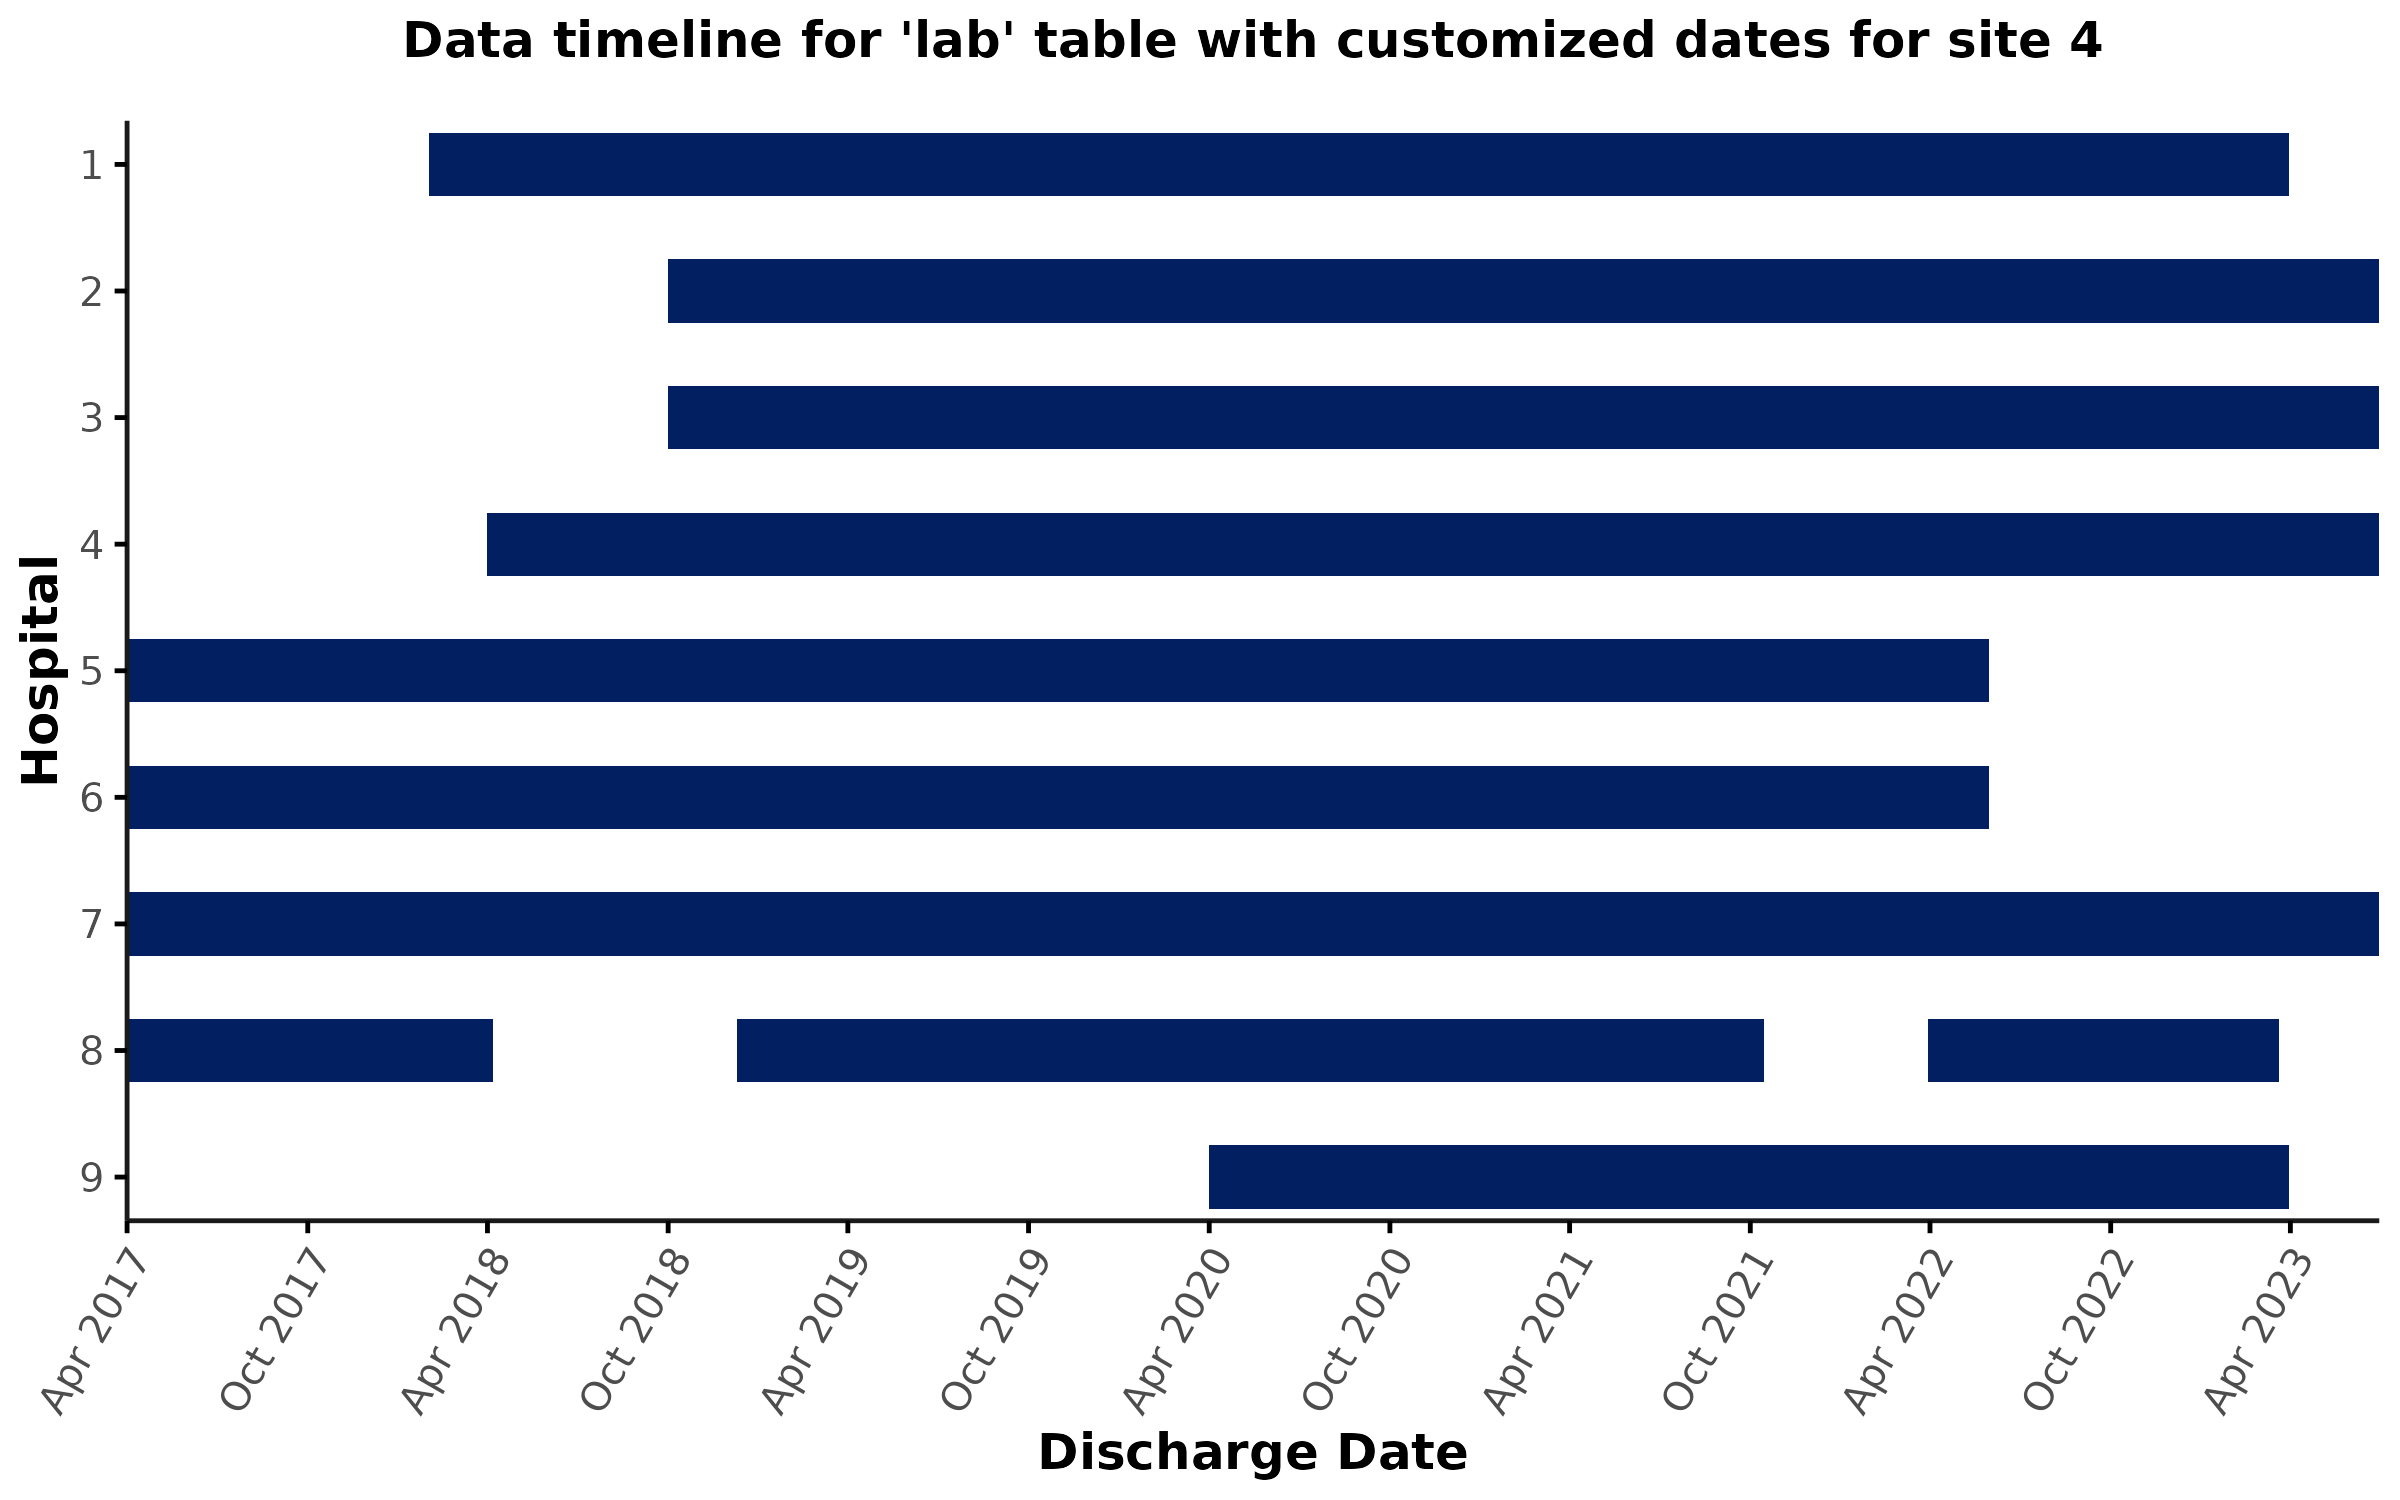 Data timeline for 'lab' table with customized dates for site 4
Hospital
1
2
3
4
5
6
7
8
9
Apr 2017
Oct 2017
Apr 2018
Oct 2018
Apr 2019
Oct 2019
Apr 2020
Oct 2020
Apr 2021
Oct 2021
Apr 2022
Oct 2022
Apr 2023
Discharge Date